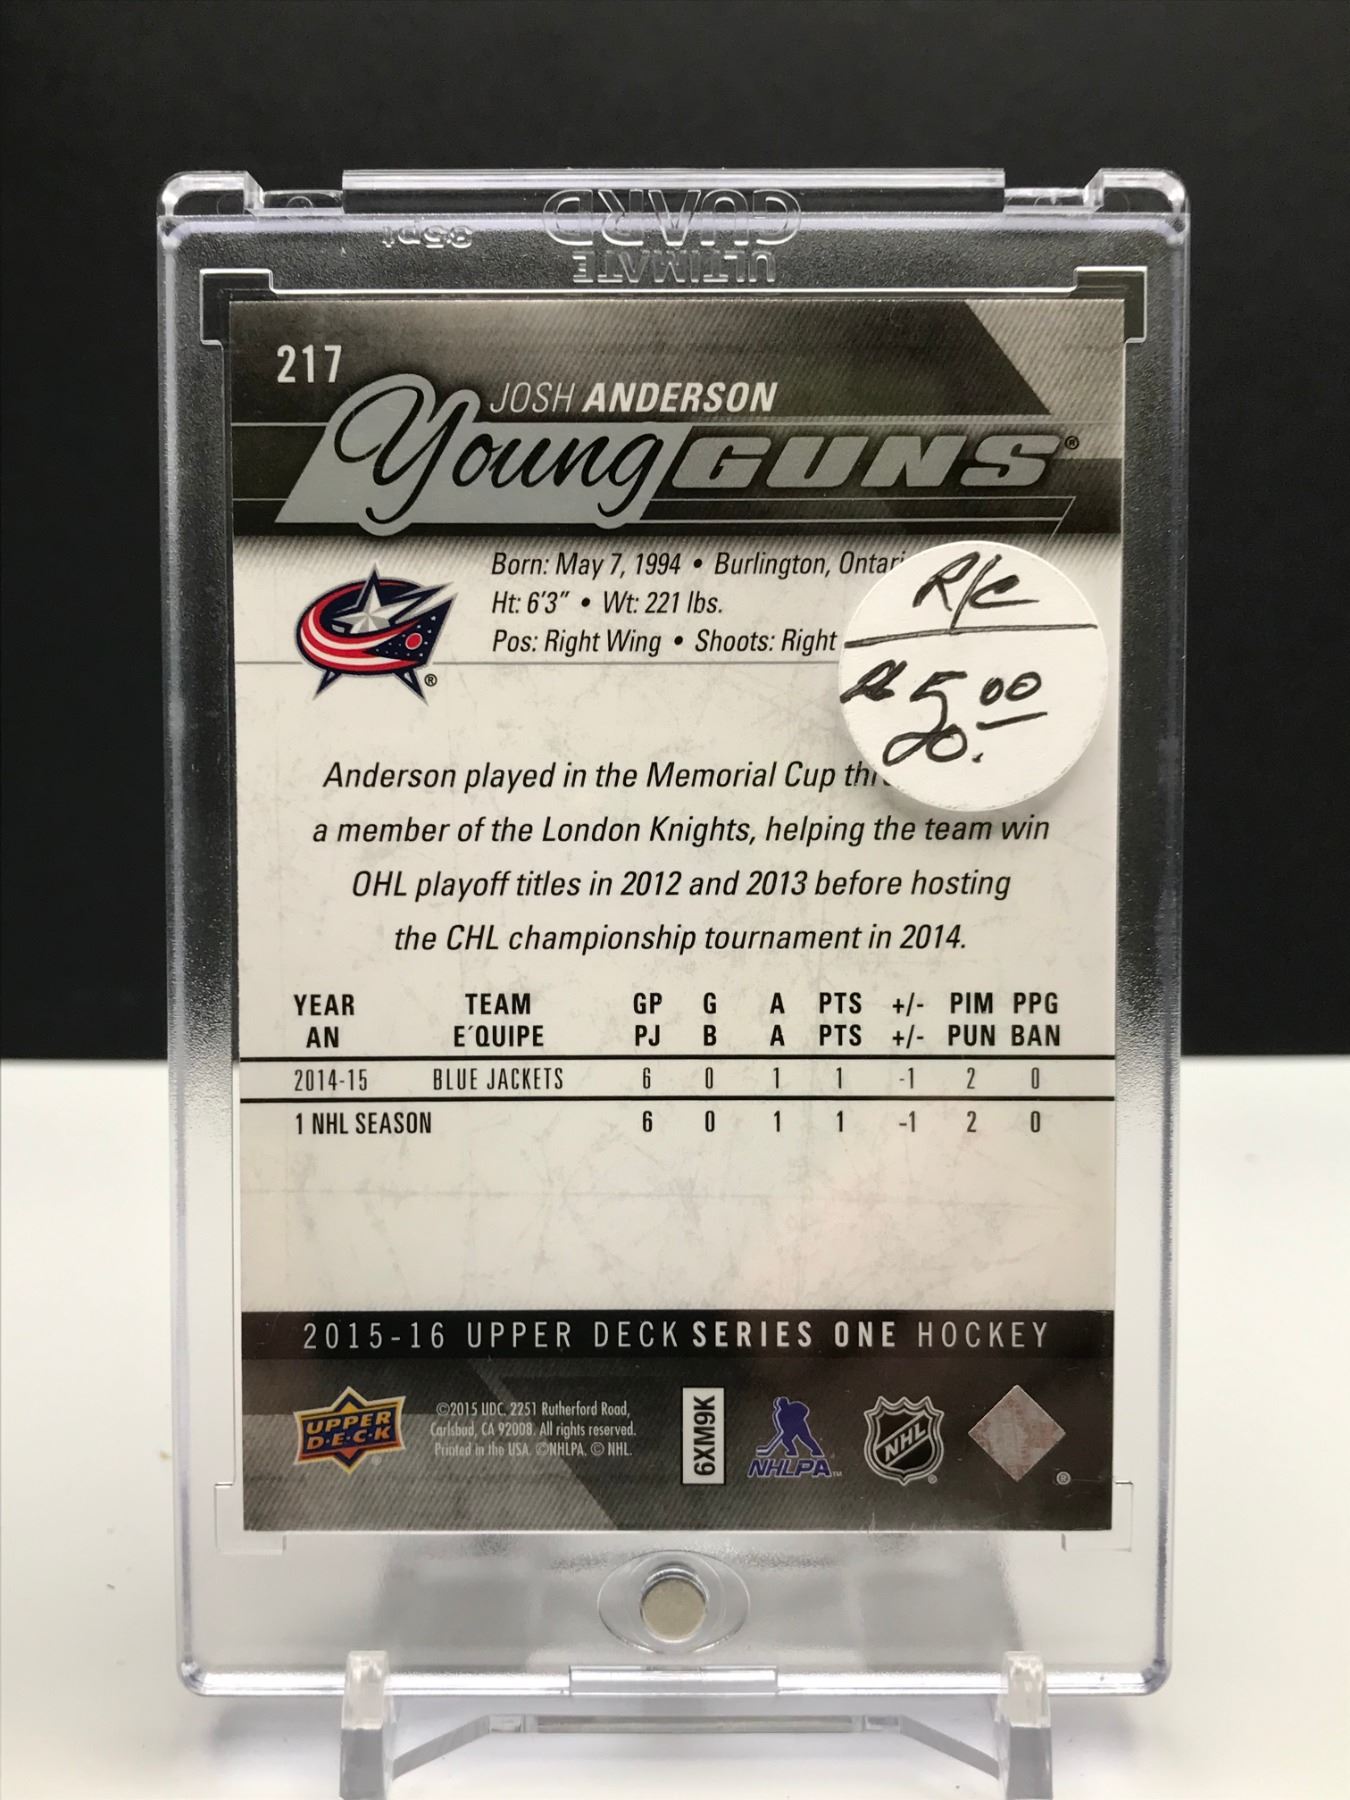 ULTIMATE
GUARD
35pt
217
JOSH ANDERSON
Young GUNS®
Born: May 7, 1994 • Burlington, Ontari
Ht: 6'3" • Wt: 221 lbs.
Pos: Right Wing • Shoots: Right
R/C
5.00
Anderson played in the Memorial Cup thr
a member of the London Knights, helping the team win
OHL playoff titles in 2012 and 2013 before hosting
the CHL championship tournament in 2014.
YEAR TEAM GP G A PTS +/- PIM PPG
AN E´QUIPE PJ B A PTS +/- PUN BAN
2014-15 BLUE JACKETS 6 0 1 1 -1 2 0
1 NHL SEASON 6 0 1 1 -1 2 0
2015-16 UPPER DECK SERIES ONE HOCKEY
UPPER
D·E·C·K
©2015 UDC. 2251 Rutherford Road,
Carlsbad, CA 92008. All rights reserved.
Printed in the USA. ©NHLPA. © NHL.
6XM9K
NHLPA™
NHL